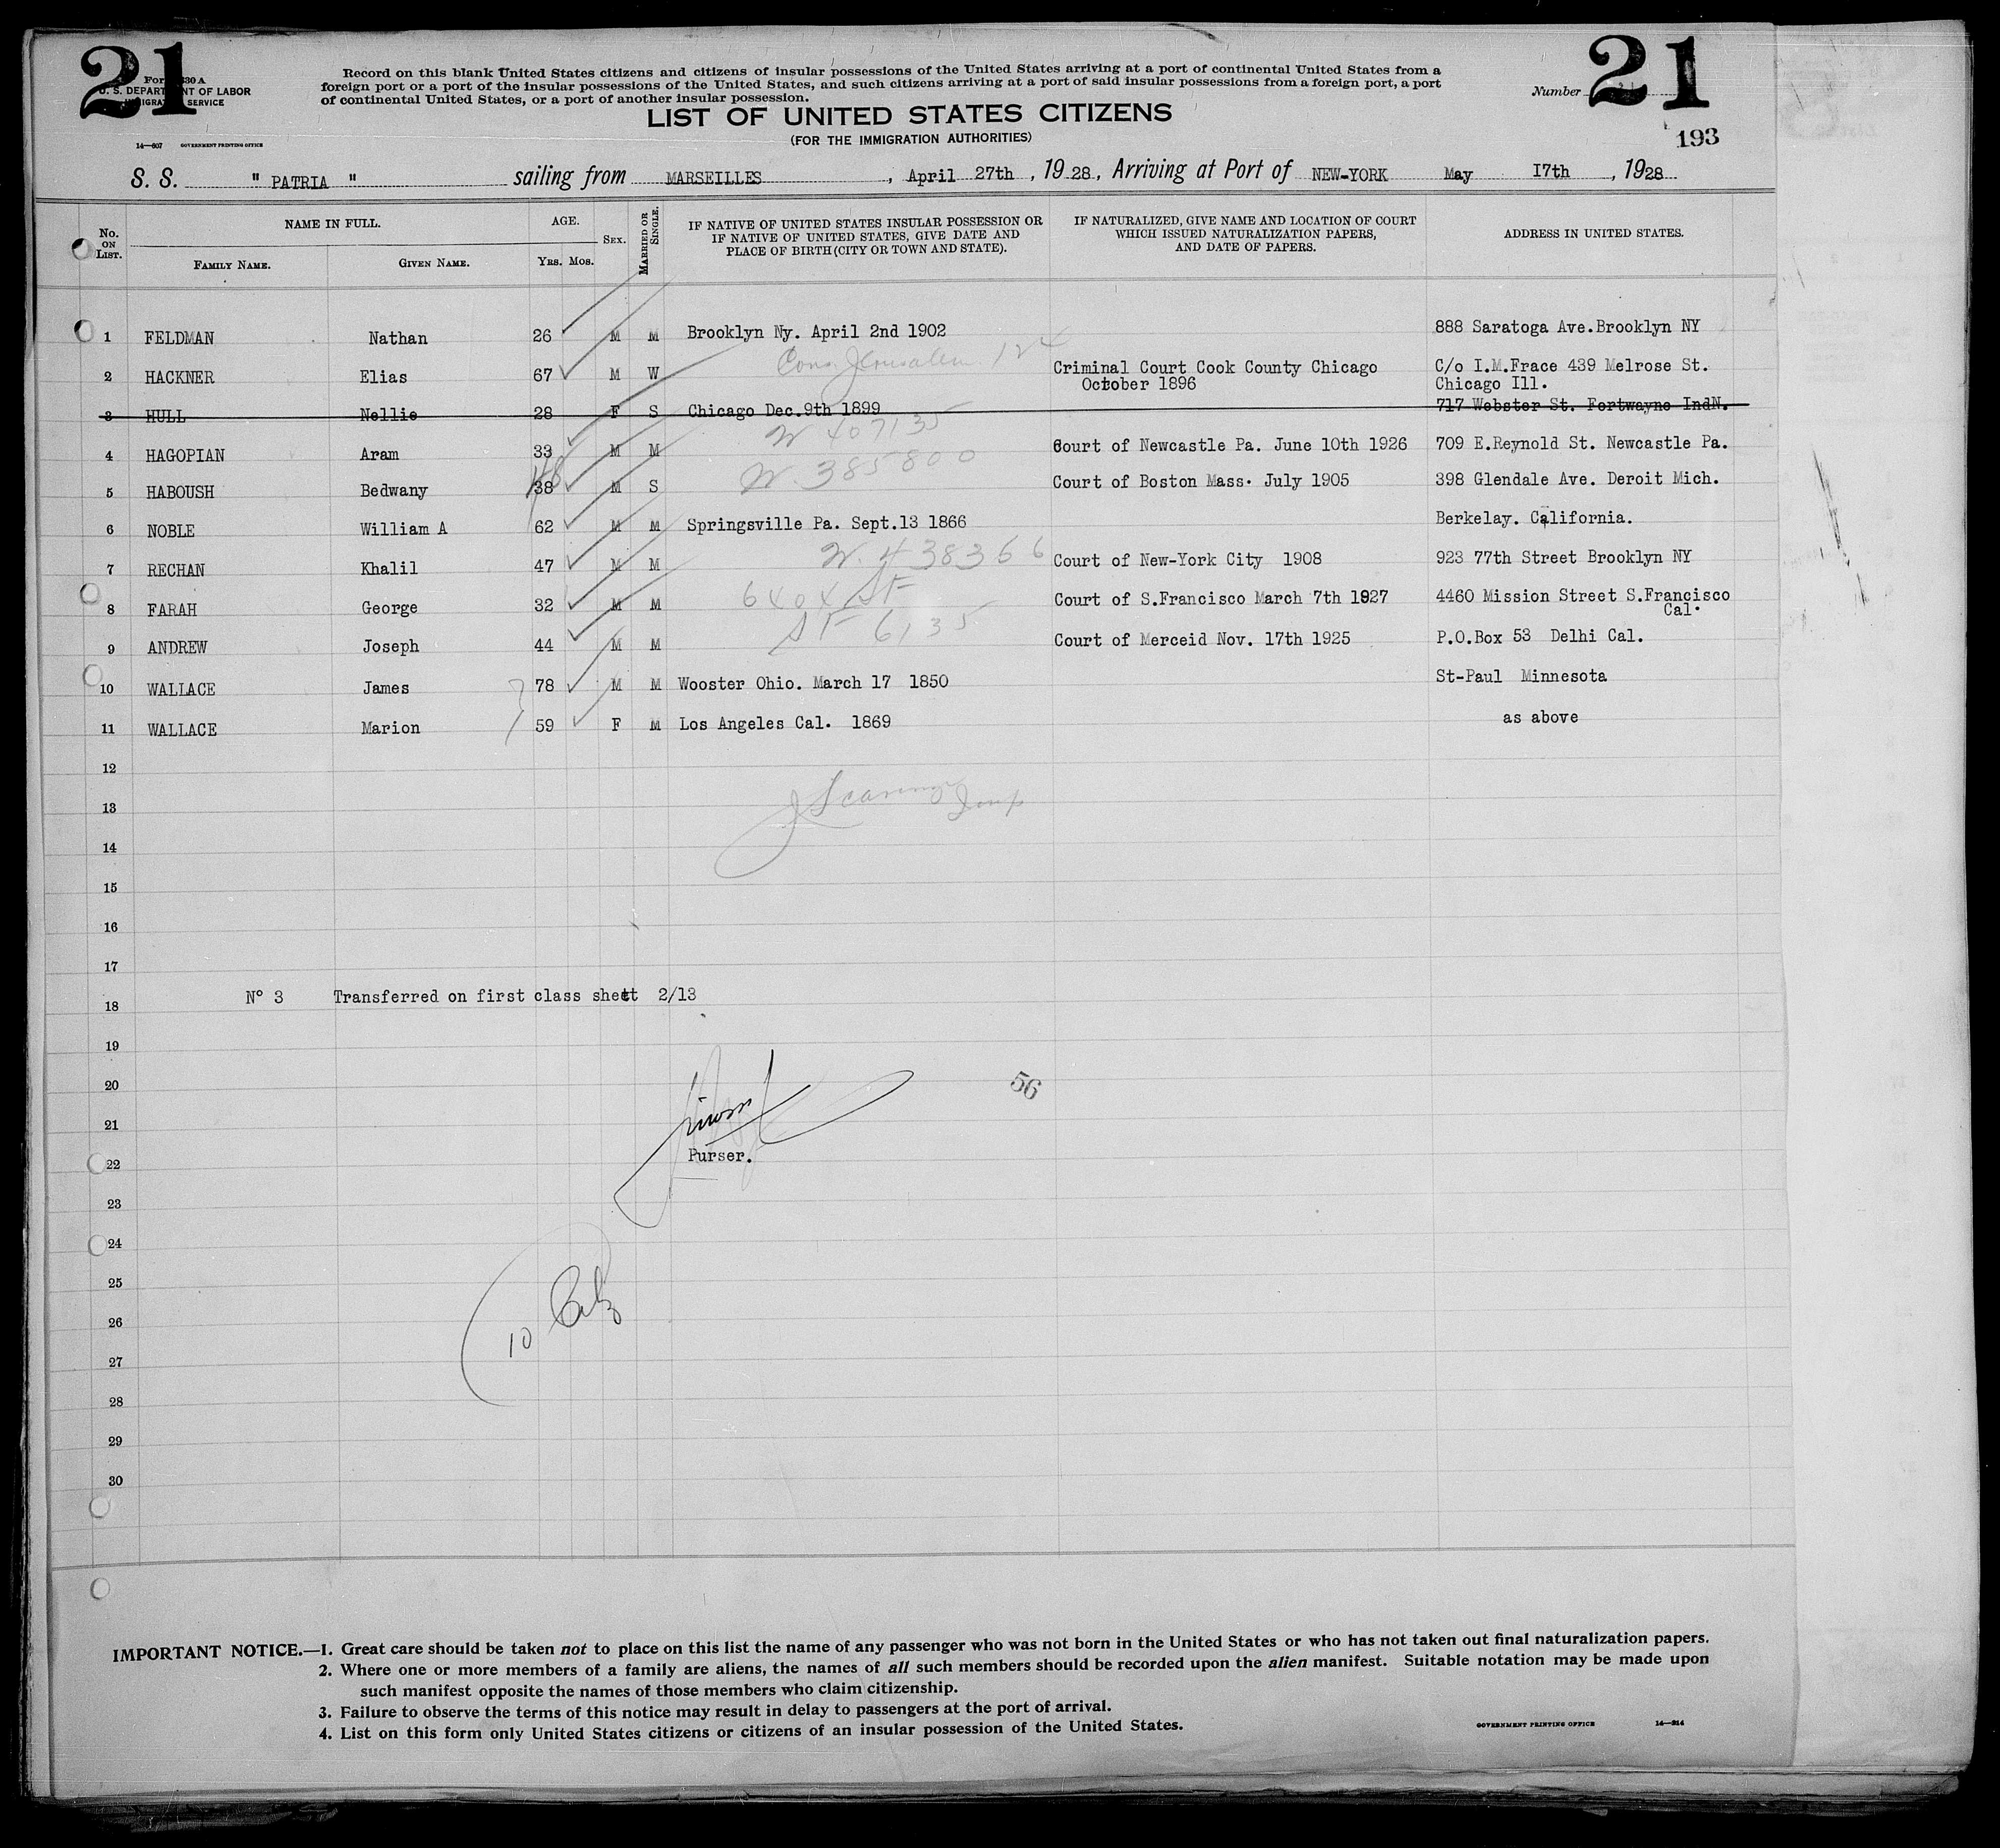 21
21
Form 630 A
U. S. DEPARTMENT OF LABOR
IMMIGRATION SERVICE
14—607 GOVERNMENT PRINTING OFFICE
Record on this blank United States citizens and citizens of insular possessions of the United States arriving at a port of continental United States from a
foreign port or a port of the insular possessions of the United States, and such citizens arriving at a port of said insular possessions from a foreign port, a port
of continental United States, or a port of another insular possession.
Number
LIST OF UNITED STATES CITIZENS
(FOR THE IMMIGRATION AUTHORITIES)
193
S. S. " PATRIA " sailing from MARSEILLES , April 27th , 1928, Arriving at Port of NEW-YORK May I7th , 1928
No. ON LIST. NAME IN FULL. AGE. SEX. MARRIED OR SINGLE. IF NATIVE OF UNITED STATES INSULAR POSSESSION OR IF NATIVE OF UNITED STATES, GIVE DATE AND PLACE OF BIRTH (CITY OR TOWN AND STATE). IF NATURALIZED, GIVE NAME AND LOCATION OF COURT WHICH ISSUED NATURALIZATION PAPERS, AND DATE OF PAPERS. ADDRESS IN UNITED STATES.
FAMILY NAME. GIVEN NAME. YRS. MOS.
1 FELDMAN Nathan 26 M M Brooklyn Ny. April 2nd 1902 888 Saratoga Ave.Brooklyn NY
Cons. Jerusalem 124
2 HACKNER Elias 67 M W Criminal Court Cook County Chicago C/o I.M.Frace 439 Melrose St.
October 1896 Chicago Ill.
3 HULL Nellie 28 F S Chicago Dec.9th 1899 717 Webster St. Fortwayne IndN.
W 407135
4 HAGOPIAN Aram 33 M M Court of Newcastle Pa. June 10th 1926 709 E.Reynold St. Newcastle Pa.
48 W. 385800
5 HABOUSH Bedwany 38 M S Court of Boston Mass. July 1905 398 Glendale Ave. Deroit Mich.
6 NOBLE William A 62 M M Springsville Pa. Sept.13 1866 Berkelay. California.
W. 438366
7 RECHAN Khalil 47 M M Court of New-York City 1908 923 77th Street Brooklyn NY
6404 SF
8 FARAH George 32 M M Court of S.Francisco March 7th 1927 4460 Mission Street S.Francisco
Cal.
SF 6135
9 ANDREW Joseph 44 M M Court of Merceid Nov. 17th 1925 P.O.Box 53 Delhi Cal.
10 WALLACE James 78 M M Wooster Ohio. March 17 1850 St-Paul Minnesota
11 WALLACE Marion 59 F M Los Angeles Cal. 1869 as above
12
13
14
15
16
17
18 N° 3 Transferred on first class sheet 2/13
19
20 56
21
22 Purser.
23
24
25
26 10
27
28
29
30
IMPORTANT NOTICE.—1. Great care should be taken not to place on this list the name of any passenger who was not born in the United States or who has not taken out final naturalization papers.
2. Where one or more members of a family are aliens, the names of all such members should be recorded upon the alien manifest. Suitable notation may be made upon
such manifest opposite the names of those members who claim citizenship.
3. Failure to observe the terms of this notice may result in delay to passengers at the port of arrival.
4. List on this form only United States citizens or citizens of an insular possession of the United States.
GOVERNMENT PRINTING OFFICE 14—914